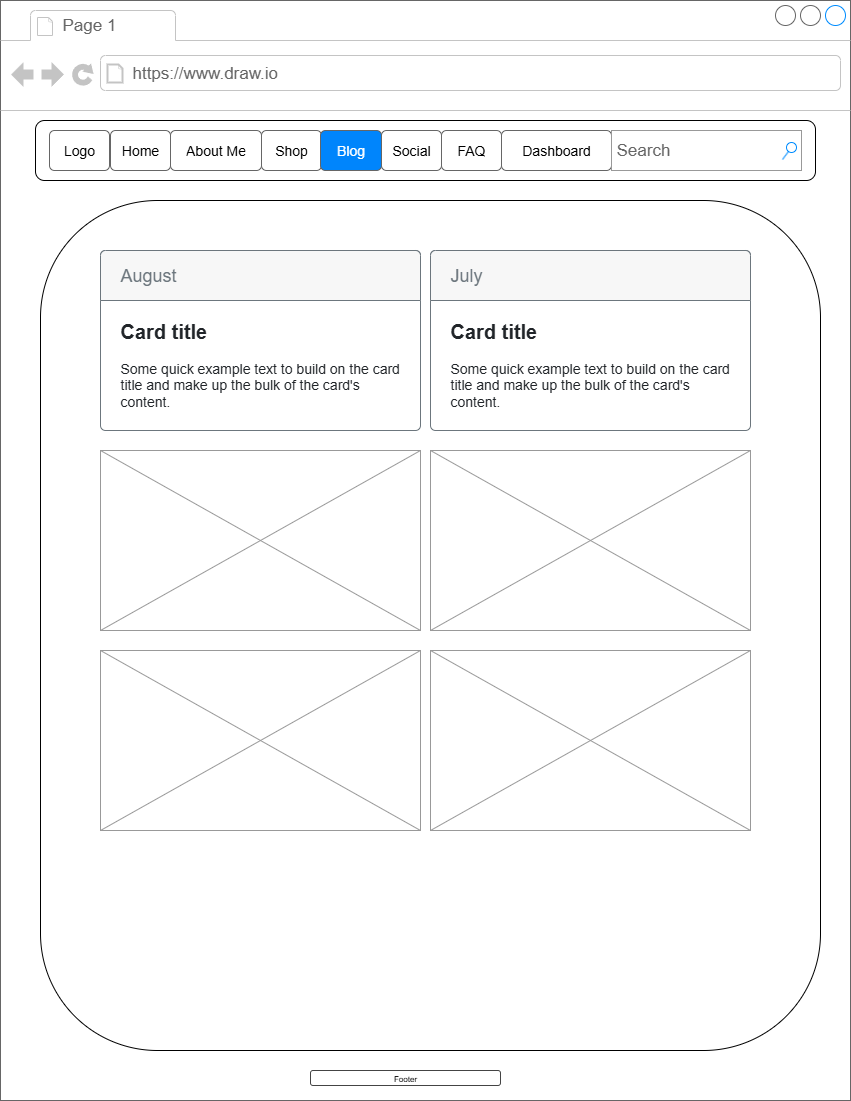 Page 1
https://www.draw.io
Logo Home About Me Shop Blog Social FAQ Dashboard Search
August
Card title
Some quick example text to build on the card
title and make up the bulk of the card's
content.
July
Card title
Some quick example text to build on the card
title and make up the bulk of the card's
content.
Footer